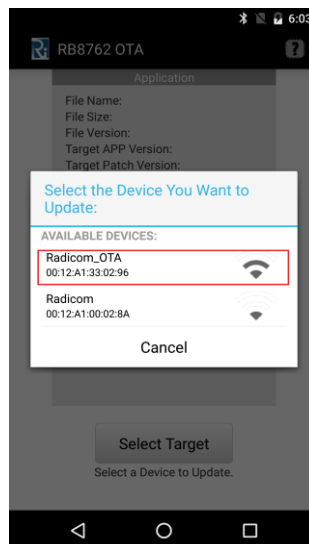 6:03
RB8762 OTA
Application
File Name:
File Size:
File Version:
Target APP Version:
Target Patch Version:
Select the Device You Want to
Update:
AVAILABLE DEVICES:
Radicom_OTA
00:12:A1:33:02:96
Radicom
00:12:A1:00:02:8A
Cancel
Select Target
Select a Device to Update.